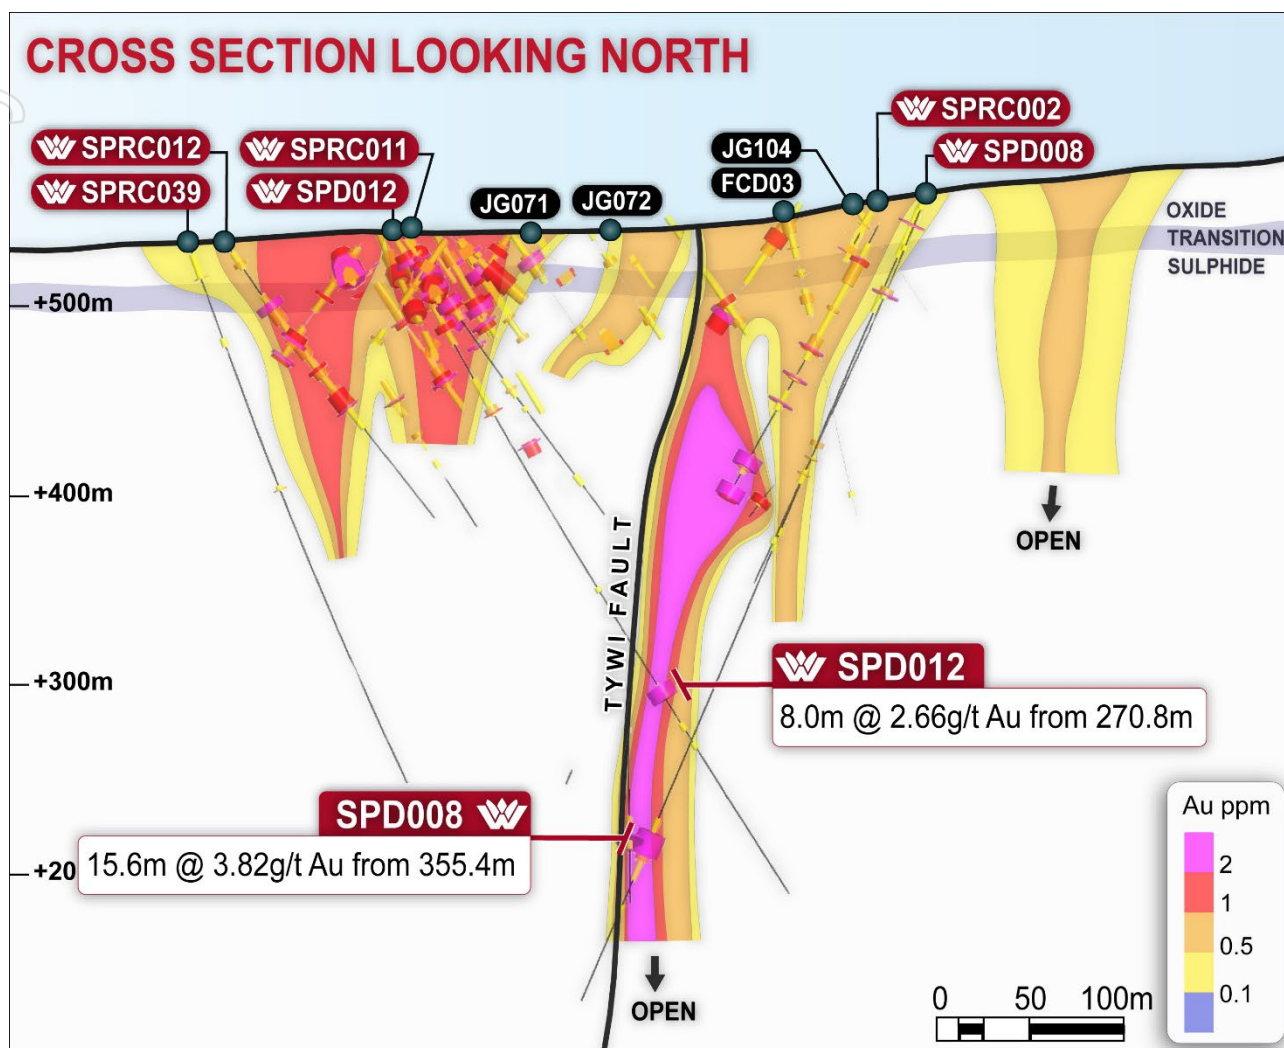 CROSS SECTION LOOKING NORTH
SPRC002
SPRC012
SPRC011
JG104
SPD008
SPRC039
SPD012
JG071
JG072
FCD03
OXIDE
TRANSITION
SULPHIDE
+500m
+400m
OPEN
TYWI FAULT
+300m
SPD012
8.0m @ 2.66g/t Au from 270.8m
SPD008
15.6m @ 3.82g/t Au from 355.4m
+20
OPEN
Au ppm
2
1
0.5
0.1
0 50 100m